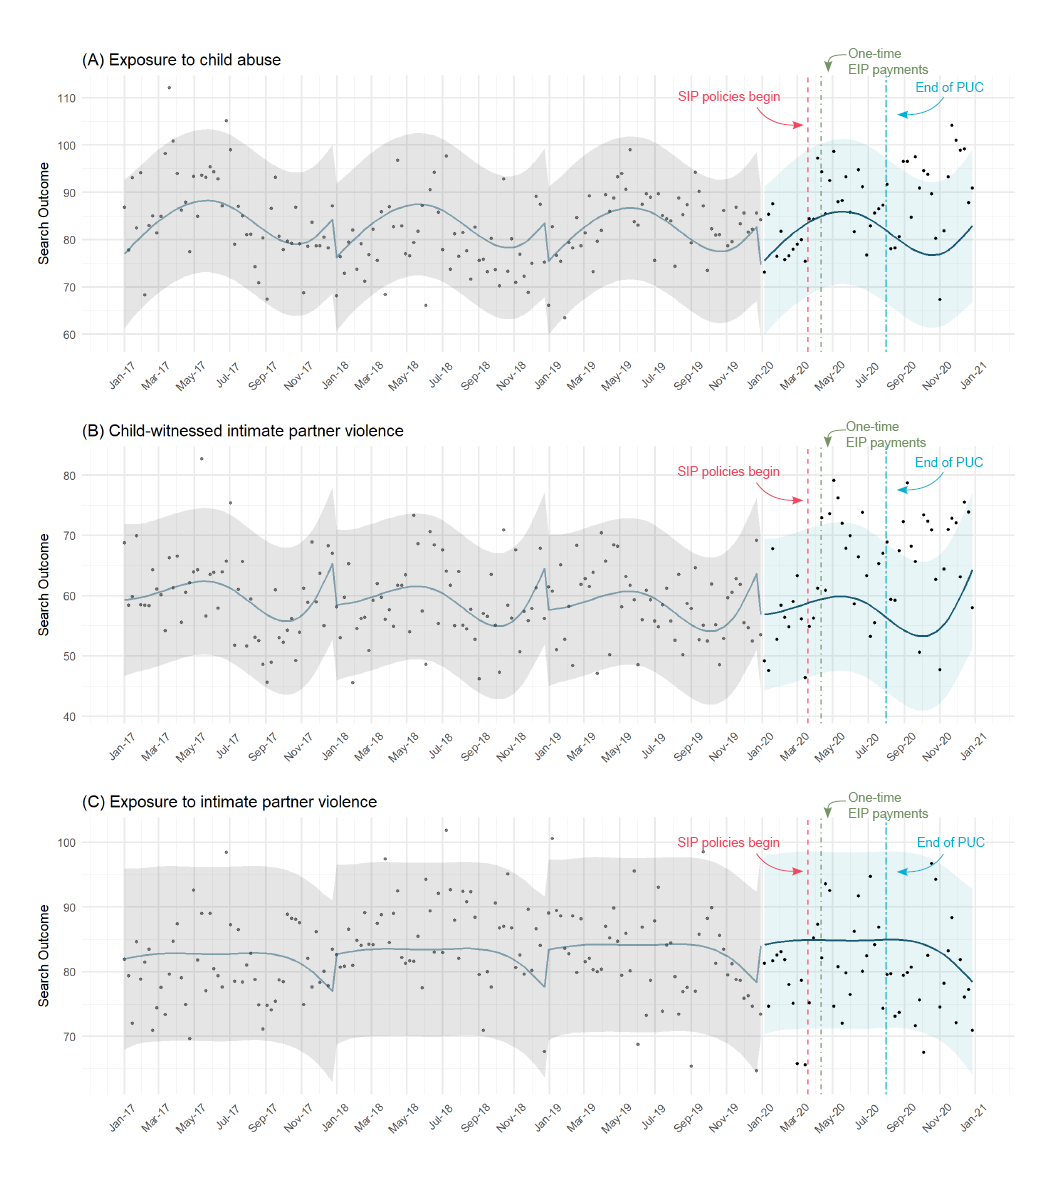 (A) Exposure to child abuse
One-time
EIP payments
SIP policies begin
End of PUC
Search Outcome
110
100
90
80
70
60
Jan-17 Mar-17 May-17 Jul-17 Sep-17 Nov-17 Jan-18 Mar-18 May-18 Jul-18 Sep-18 Nov-18 Jan-19 Mar-19 May-19 Jul-19 Sep-19 Nov-19 Jan-20 Mar-20 May-20 Jul-20 Sep-20 Nov-20 Jan-21
(B) Child-witnessed intimate partner violence
One-time
EIP payments
SIP policies begin
End of PUC
Search Outcome
80
70
60
50
40
Jan-17 Mar-17 May-17 Jul-17 Sep-17 Nov-17 Jan-18 Mar-18 May-18 Jul-18 Sep-18 Nov-18 Jan-19 Mar-19 May-19 Jul-19 Sep-19 Nov-19 Jan-20 Mar-20 May-20 Jul-20 Sep-20 Nov-20 Jan-21
(C) Exposure to intimate partner violence
One-time
EIP payments
SIP policies begin
End of PUC
Search Outcome
100
90
80
70
Jan-17 Mar-17 May-17 Jul-17 Sep-17 Nov-17 Jan-18 Mar-18 May-18 Jul-18 Sep-18 Nov-18 Jan-19 Mar-19 May-19 Jul-19 Sep-19 Nov-19 Jan-20 Mar-20 May-20 Jul-20 Sep-20 Nov-20 Jan-21